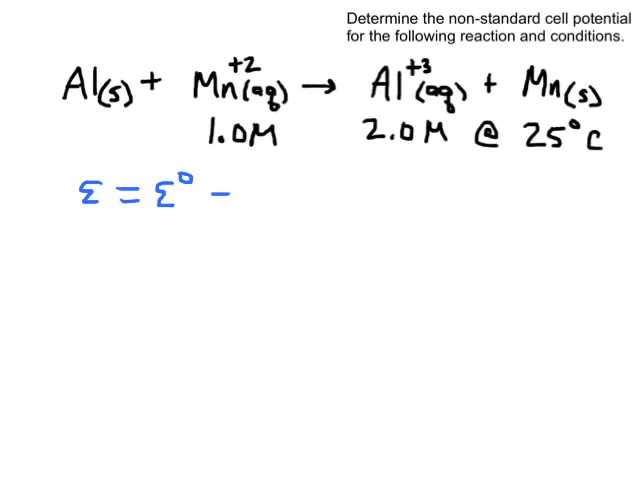 Determine the non-standard cell potential
for the following reaction and conditions.
Al(s) + Mn+2(aq) → Al+3(aq) + Mn(s)
1.0M 2.0M @ 25°C
Ɛ = Ɛ° −